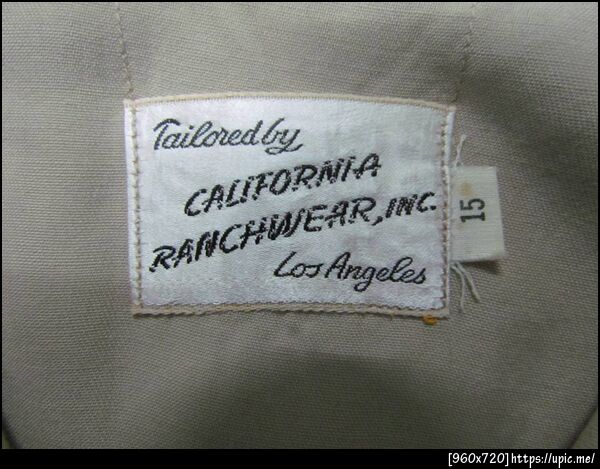 Tailored by
CALIFORNIA
RANCHWEAR, INC.
Los Angeles
15
[960x720]https://upic.me/